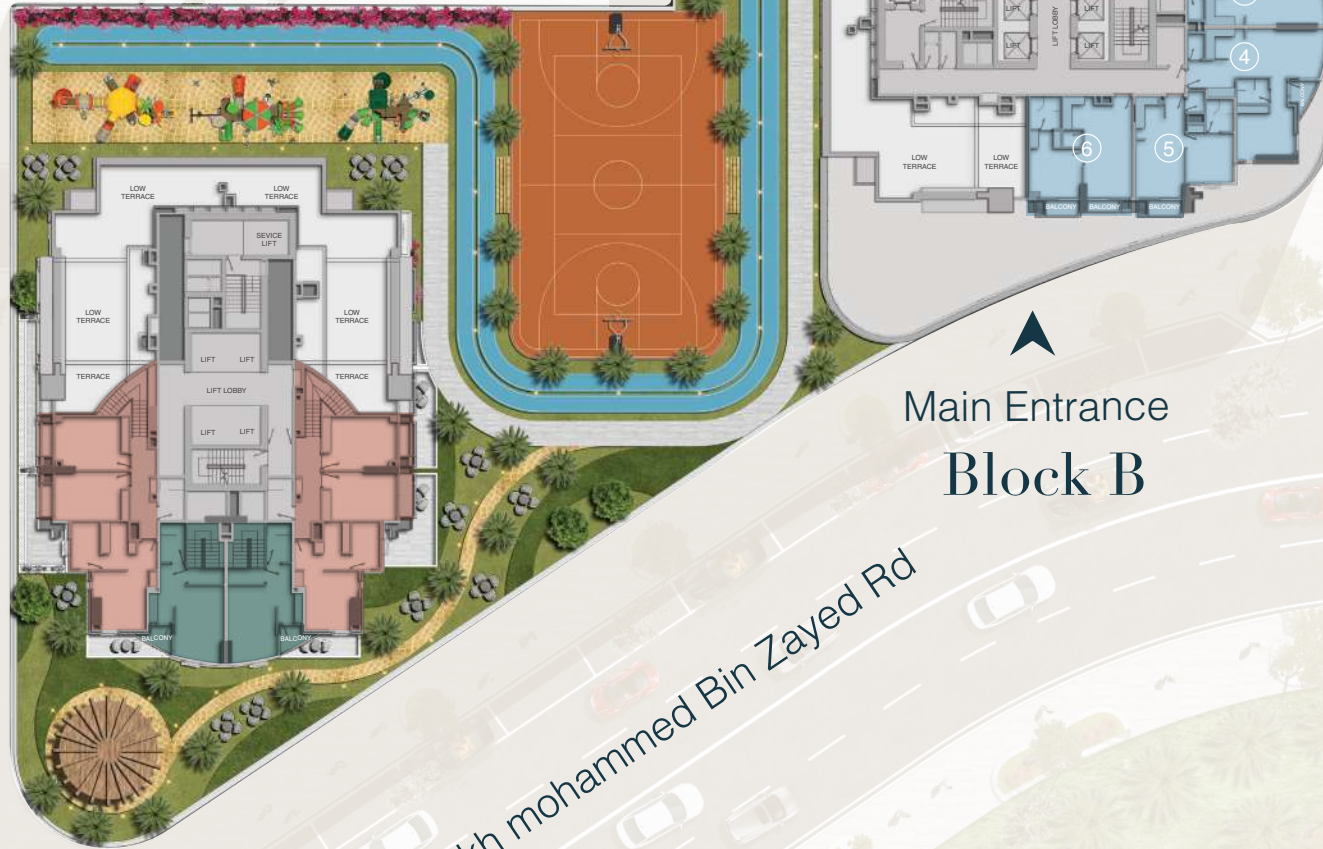 LIFT
LIFT
LIFT LOBBY
LIFT
LIFT
4
6
5
LOW
TERRACE
LOW
TERRACE
BALCONY
BALCONY
BALCONY
LOW
TERRACE
LOW
TERRACE
SEVICE
LIFT
LOW
TERRACE
LOW
TERRACE
LIFT
LIFT
TERRACE
TERRACE
LIFT LOBBY
LIFT
LIFT
BALCONY
BALCONY
Main Entrance
Block B
kh mohammed Bin Zayed Rd